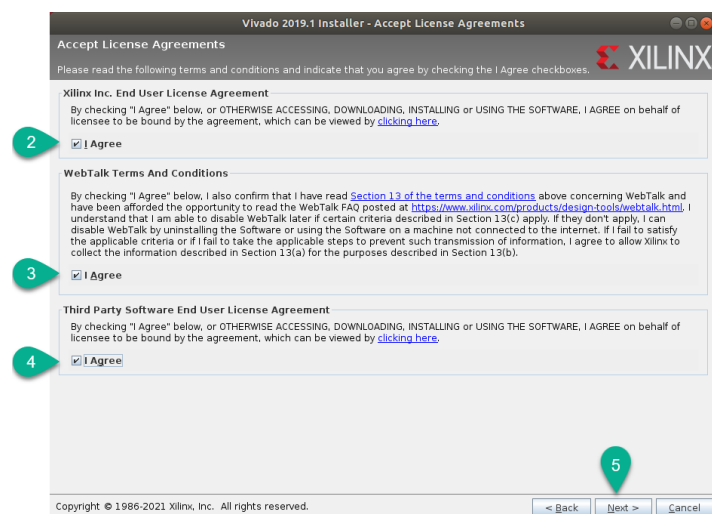 Vivado 2019.1 Installer - Accept License Agreements
Accept License Agreements
XILINX
Please read the following terms and conditions and indicate that you agree by checking the I Agree checkboxes.
Xilinx Inc. End User License Agreement
By checking "I Agree" below, or OTHERWISE ACCESSING, DOWNLOADING, INSTALLING or USING THE SOFTWARE, I AGREE on behalf of
licensee to be bound by the agreement, which can be viewed by clicking here.
2
I Agree
WebTalk Terms And Conditions
By checking "I Agree" below, I also confirm that I have read Section 13 of the terms and conditions above concerning WebTalk and
have been afforded the opportunity to read the WebTalk FAQ posted at https://www.xilinx.com/products/design-tools/webtalk.html. I
understand that I am able to disable WebTalk later if certain criteria described in Section 13(c) apply. If they don't apply, I can
disable WebTalk by uninstalling the Software or using the Software on a machine not connected to the internet. If I fail to satisfy
the applicable criteria or if I fail to take the applicable steps to prevent such transmission of information, I agree to allow Xilinx to
collect the information described in Section 13(a) for the purposes described in Section 13(b).
3
I Agree
Third Party Software End User License Agreement
By checking "I Agree" below, or OTHERWISE ACCESSING, DOWNLOADING, INSTALLING or USING THE SOFTWARE, I AGREE on behalf of
licensee to be bound by the agreement, which can be viewed by clicking here.
4
I Agree
5
Copyright © 1986-2021 Xilinx, Inc. All rights reserved.
< Back
Next >
Cancel